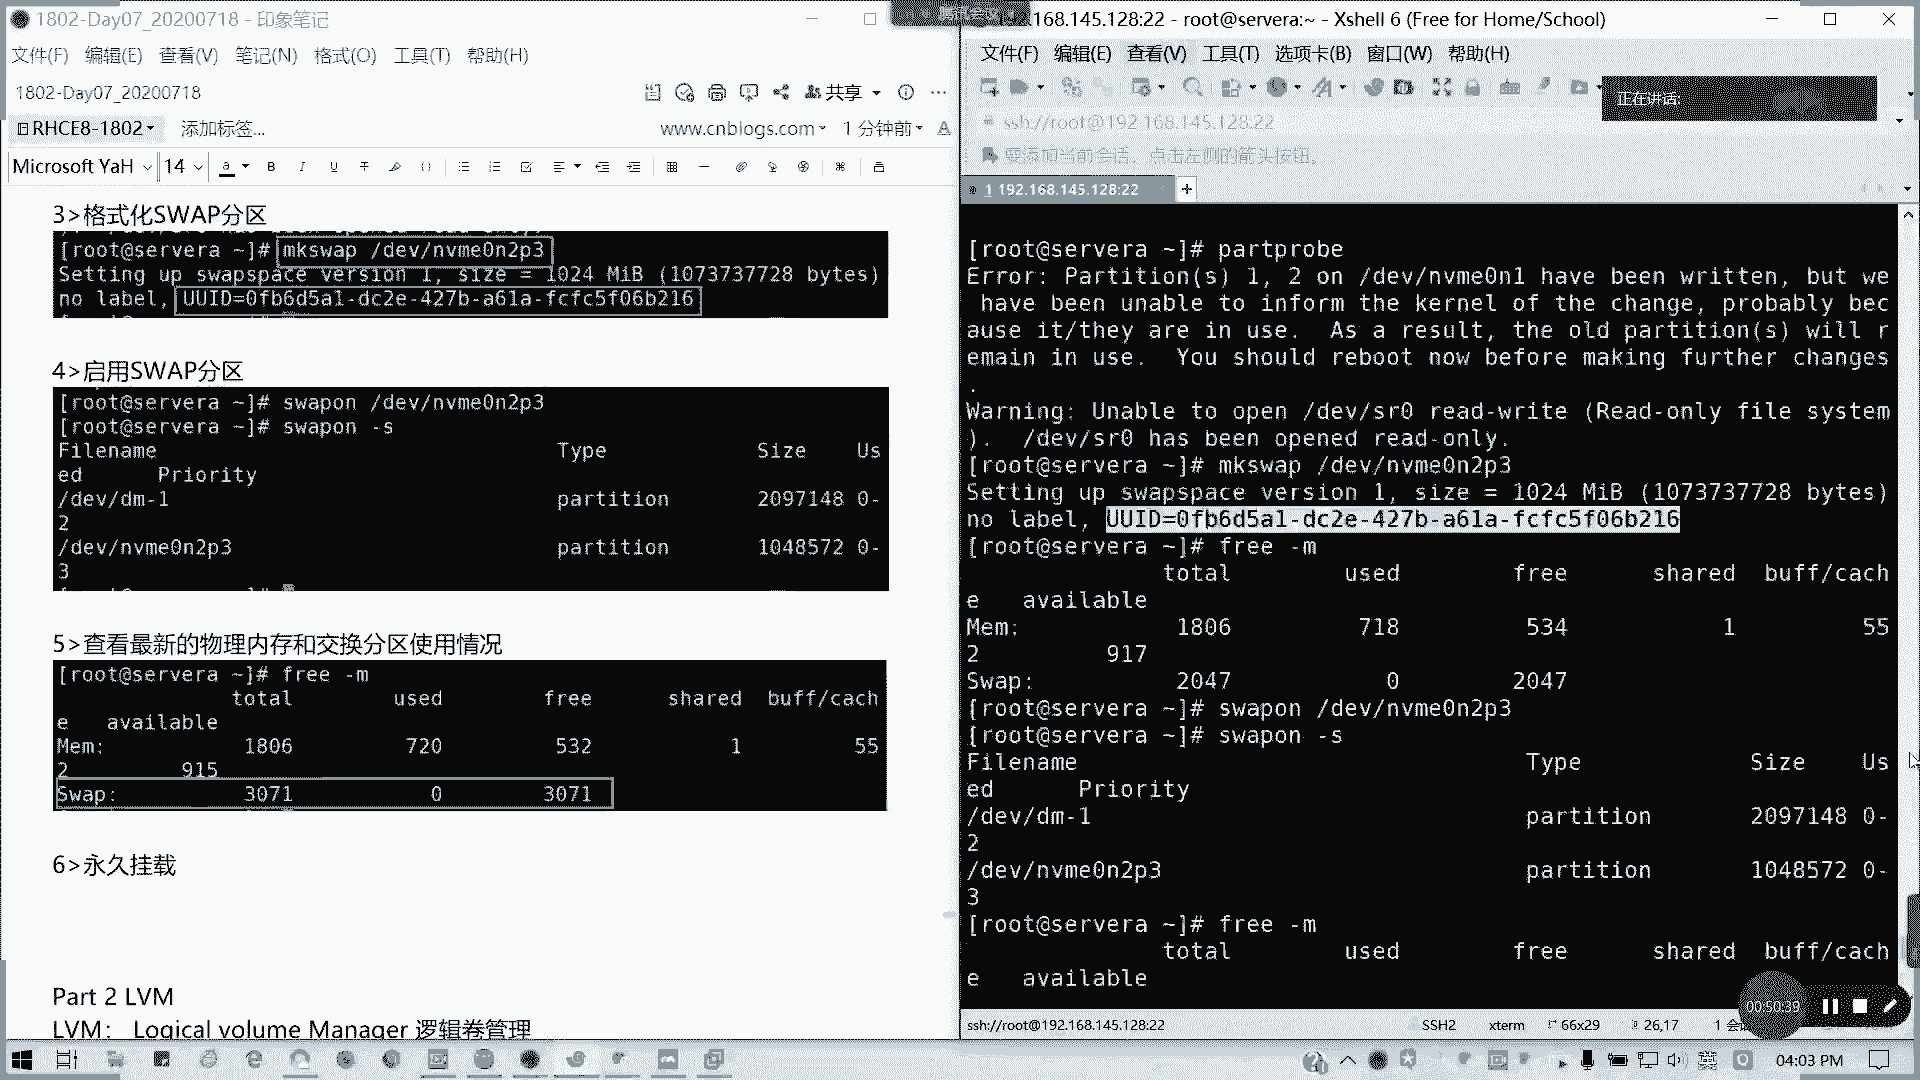 1802-Day07_20200718 - 印象笔记
文件(F) 编辑(E) 查看(V) 笔记(N) 格式(O) 工具(T) 帮助(H)
1802-Day07_20200718
共享
RHCE8-1802
添加标签...
www.cnblogs.com
1 分钟前
Microsoft YaH
14
3>格式化SWAP分区
[root@servera ~]# mkswap /dev/nvme0n2p3
Setting up swapspace version 1, size = 1024 MiB (1073737728 bytes)
no label, UUID=0fb6d5a1-dc2e-427b-a61a-fcfc5f06b216
4>启用SWAP分区
[root@servera ~]# swapon /dev/nvme0n2p3
[root@servera ~]# swapon -s
Filename Type Size Us
ed Priority
/dev/dm-1 partition 2097148 0-
2
/dev/nvme0n2p3 partition 1048572 0-
3
5>查看最新的物理内存和交换分区使用情况
[root@servera ~]# free -m
total used free shared buff/cach
e available
Mem: 1806 720 532 1 55
2 915
Swap: 3071 0 3071
6>永久挂载
Part 2 LVM
LVM: Logical volume Manager 逻辑卷管理
168.145.128:22 - root@servera:~ - Xshell 6 (Free for Home/School)
文件(F) 编辑(E) 查看(V) 工具(T) 选项卡(B) 窗口(W) 帮助(H)
正在讲话:
ssh://root@192.168.145.128:22
要添加当前会话，点击左侧的箭头按钮。
1 192.168.145.128:22
[root@servera ~]# partprobe
Error: Partition(s) 1, 2 on /dev/nvme0n1 have been written, but we
have been unable to inform the kernel of the change, probably bec
ause it/they are in use. As a result, the old partition(s) will r
emain in use. You should reboot now before making further changes
.
Warning: Unable to open /dev/sr0 read-write (Read-only file system
). /dev/sr0 has been opened read-only.
[root@servera ~]# mkswap /dev/nvme0n2p3
Setting up swapspace version 1, size = 1024 MiB (1073737728 bytes)
no label, UUID=0fb6d5a1-dc2e-427b-a61a-fcfc5f06b216
[root@servera ~]# free -m
total used free shared buff/cach
e available
Mem: 1806 718 534 1 55
2 917
Swap: 2047 0 2047
[root@servera ~]# swapon /dev/nvme0n2p3
[root@servera ~]# swapon -s
Filename Type Size Us
ed Priority
/dev/dm-1 partition 2097148 0-
2
/dev/nvme0n2p3 partition 1048572 0-
3
[root@servera ~]# free -m
total used free shared buff/cach
e available
00:50:39
ssh://root@192.168.145.128:22
SSH2
xterm
66x29
26,17
英
04:03 PM